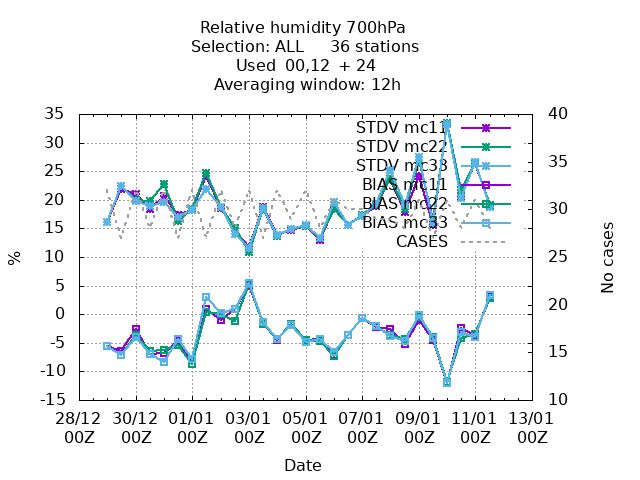 Relative humidity 700hPa
Selection: ALL 36 stations
Used 00,12 + 24
Averaging window: 12h
35 40
30 35
25 30
20 25
15 20
10 15
5 10
0
-5
-10
-15
%
No cases
STDV mc11
STDV mc22
STDV mc33
BIAS mc11
BIAS mc22
BIAS mc33
CASES
28/12 30/12 01/01 03/01 05/01 07/01 09/01 11/01 13/01
00Z 00Z 00Z 00Z 00Z 00Z 00Z 00Z 00Z
Date